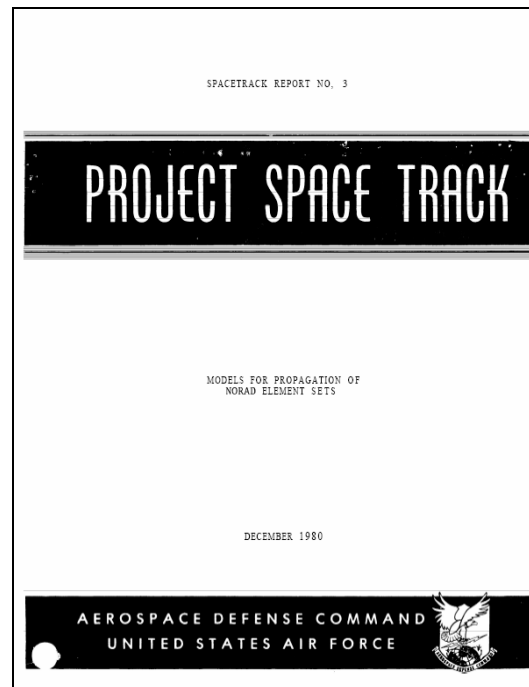 SPACETRACK REPORT NO. 3
PROJECT SPACE TRACK
MODELS FOR PROPAGATION OF
NORAD ELEMENT SETS
DECEMBER 1980
AEROSPACE DEFENSE COMMAND
UNITED STATES AIR FORCE